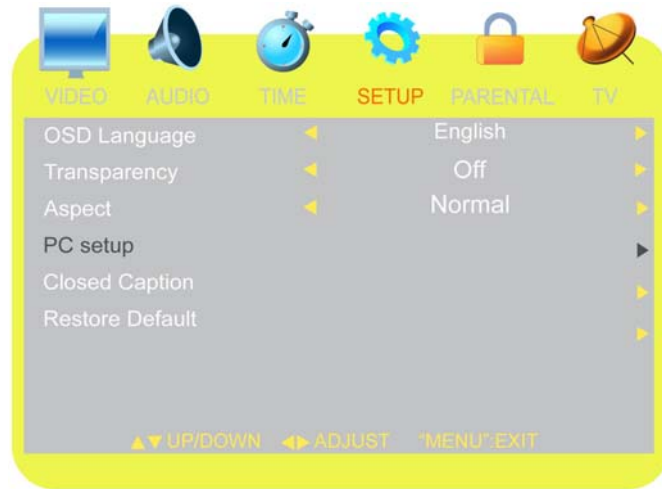 VIDEO AUDIO TIME SETUP PARENTAL TV
OSD Language English
Transparency Off
Aspect Normal
PC setup
Closed Caption
Restore Default
▲▼ UP/DOWN ◀▶ ADJUST "MENU":EXIT